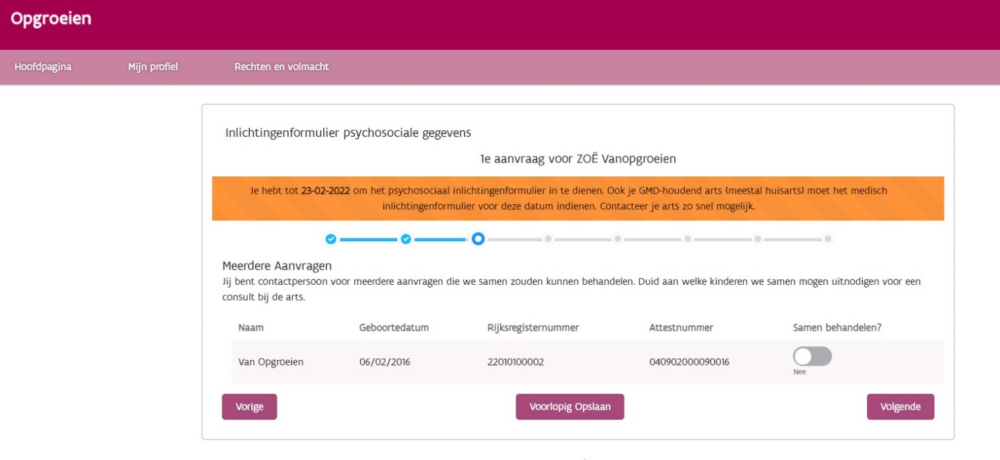 Opgroeien
Hoofdpagina Mijn profiel Rechten en volmacht
Inlichtingenformulier psychosociale gegevens
1e aanvraag voor ZOË Vanopgroeien
Je hebt tot 23-02-2022 om het psychosociaal inlichtingenformulier in te dienen. Ook je GMD-houdend arts (meestal huisarts) moet het medisch
inlichtingenformulier voor deze datum indienen. Contacteer je arts zo snel mogelijk.
Meerdere Aanvragen
Jij bent contactpersoon voor meerdere aanvragen die we samen zouden kunnen behandelen. Duid aan welke kinderen we samen mogen uitnodigen voor een
consult bij de arts.
Naam Geboortedatum Rijksregisternummer Attestnummer Samen behandelen?
Van Opgroeien 06/02/2016 22010100002 040902000090016
Nee
Vorige Voorlopig Opslaan Volgende